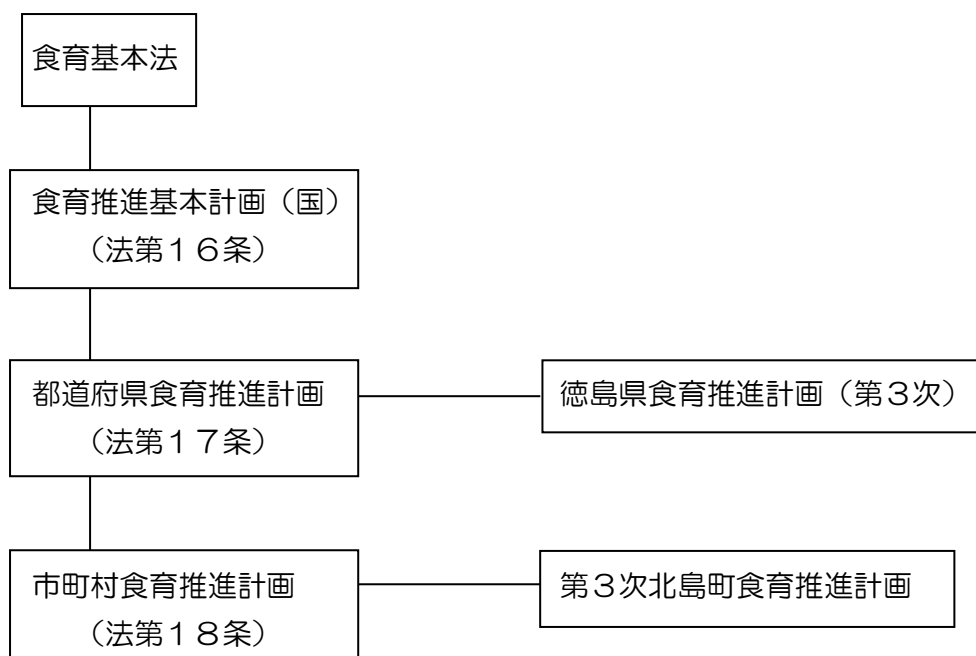 食育基本法
食育推進基本計画（国）
（法第１６条）
都道府県食育推進計画
（法第１７条）
徳島県食育推進計画（第３次）
市町村食育推進計画
（法第１８条）
第３次北島町食育推進計画